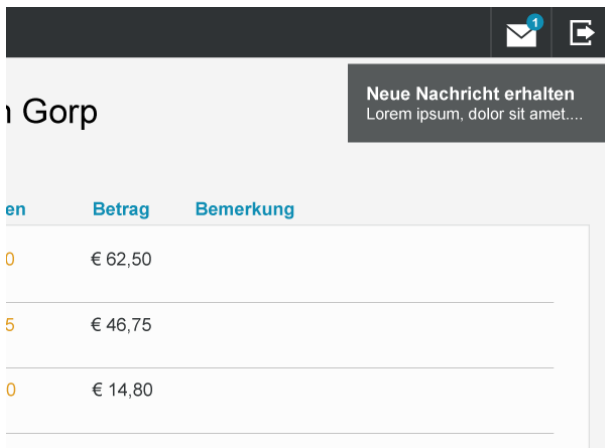 1
Neue Nachricht erhalten
Lorem ipsum, dolor sit amet....
Gorp
en Betrag Bemerkung
0 € 62,50
5 € 46,75
0 € 14,80